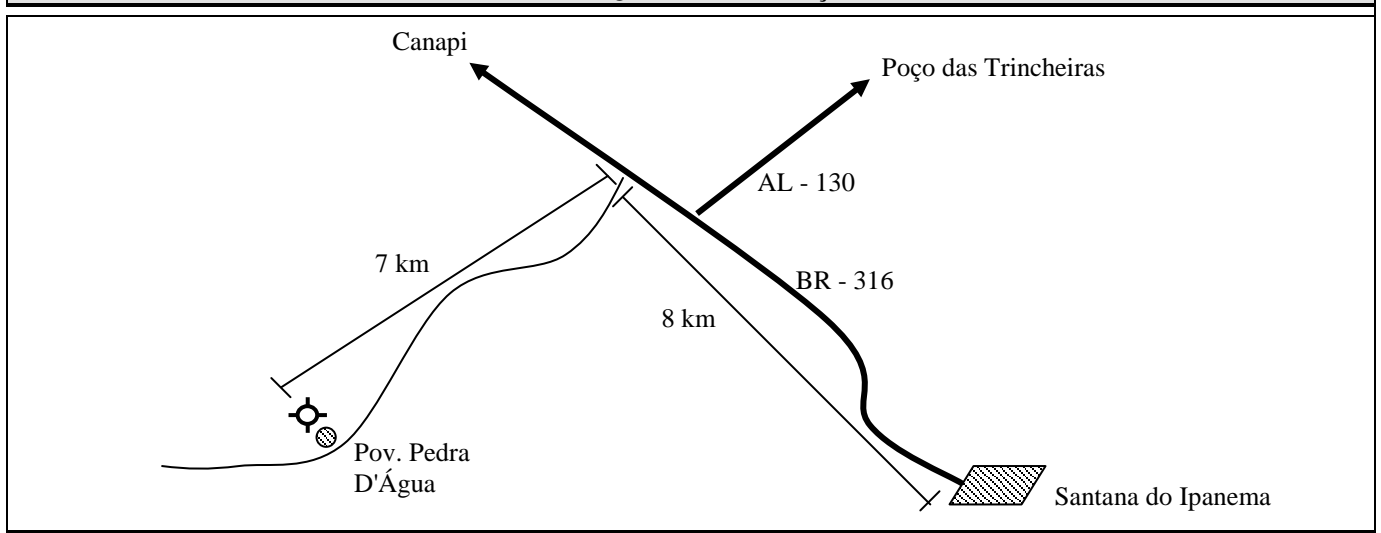 Canapi
Poço das Trincheiras
AL - 130
7 km
BR - 316
8 km
Pov. Pedra
D'Água
Santana do Ipanema